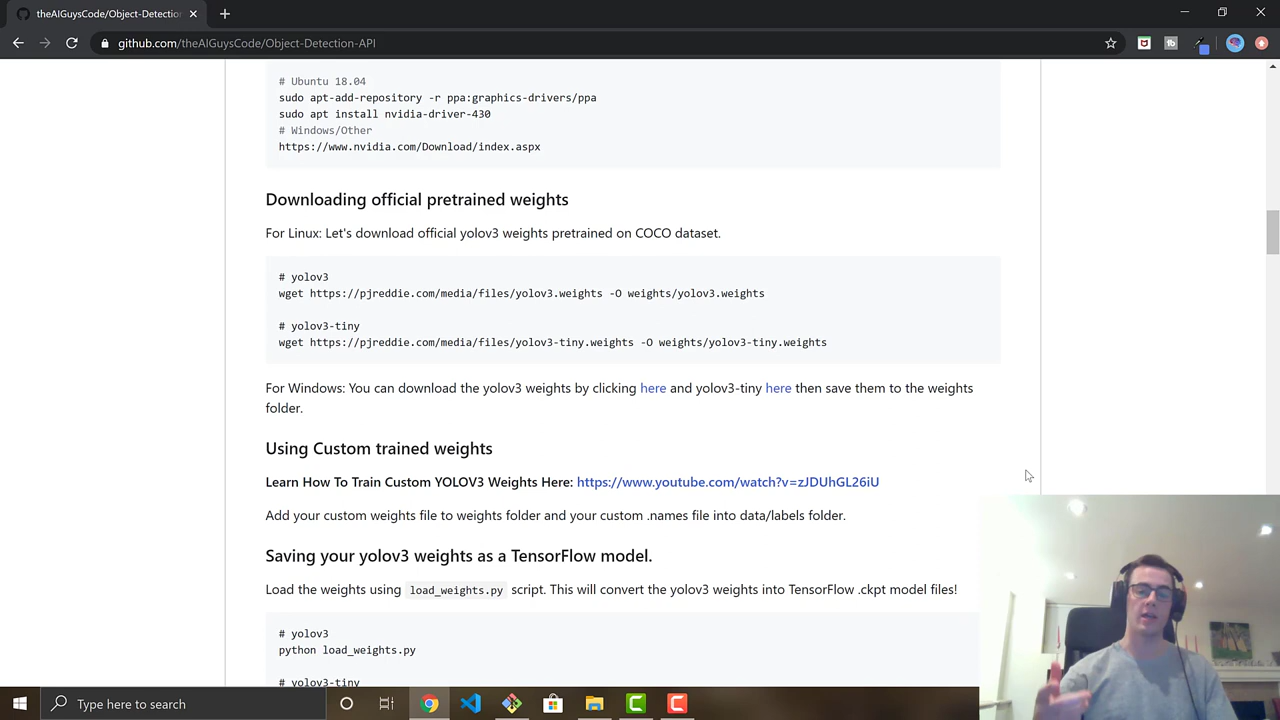 theAIGuysCode/Object-Detection
github.com/theAIGuysCode/Object-Detection-API
# Ubuntu 18.04
sudo apt-add-repository -r ppa:graphics-drivers/ppa
sudo apt install nvidia-driver-430
# Windows/Other
https://www.nvidia.com/Download/index.aspx
Downloading official pretrained weights
For Linux: Let's download official yolov3 weights pretrained on COCO dataset.
# yolov3
wget https://pjreddie.com/media/files/yolov3.weights -O weights/yolov3.weights
# yolov3-tiny
wget https://pjreddie.com/media/files/yolov3-tiny.weights -O weights/yolov3-tiny.weights
For Windows: You can download the yolov3 weights by clicking here and yolov3-tiny here then save them to the weights
folder.
Using Custom trained weights
Learn How To Train Custom YOLOV3 Weights Here: https://www.youtube.com/watch?v=zJDUhGL26iU
Add your custom weights file to weights folder and your custom .names file into data/labels folder.
Saving your yolov3 weights as a TensorFlow model.
Load the weights using load_weights.py script. This will convert the yolov3 weights into TensorFlow .ckpt model files!
# yolov3
python load_weights.py
# yolov3-tiny
Type here to search